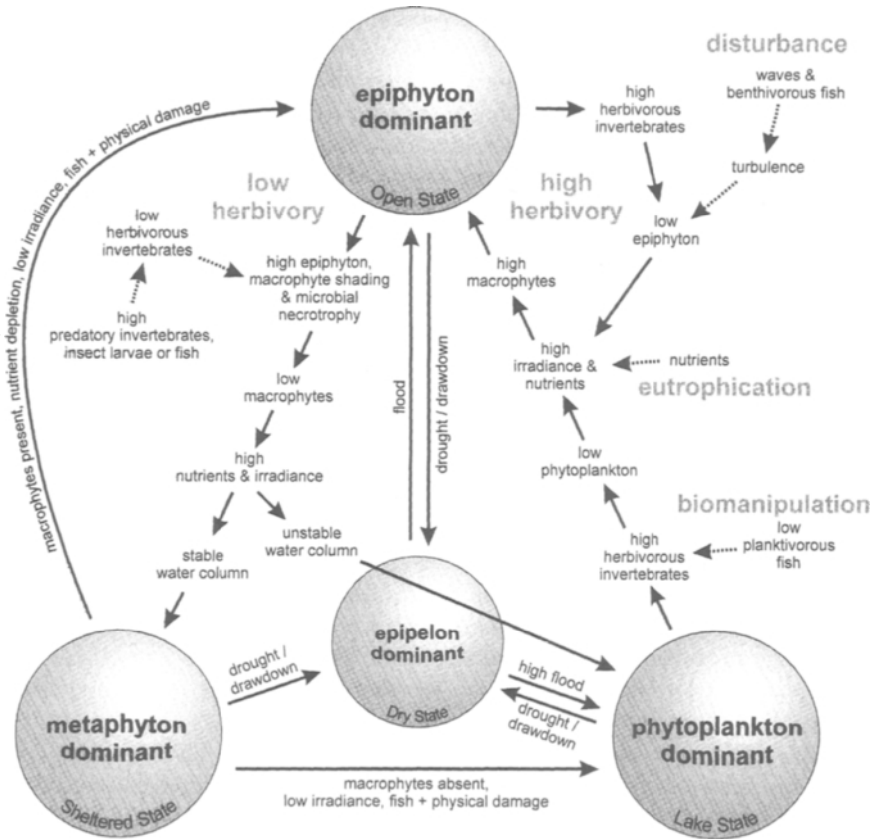 disturbance
waves &
benthivorous fish
turbulence
epiphyton
dominant
Open State
high
herbivorous
invertebrates
low
epiphyton
high
herbivory
high
macrophytes
high
irradiance &
nutrients
nutrients
eutrophication
low
phytoplankton
biomanipulation
low
planktivorous
fish
high
herbivorous
invertebrates
low
herbivory
low
herbivorous
invertebrates
high
predatory invertebrates,
insect larvae or fish
high epiphyton,
macrophyte shading
& microbial
necrotrophy
low
macrophytes
high
nutrients & irradiance
stable
water column
unstable
water column
flood
drought / drawdown
macrophytes present, nutrient depletion, low irradiance, fish + physical damage
epipelon
dominant
Dry State
drought /
drawdown
high flood
drought /
drawdown
metaphyton
dominant
Sheltered State
phytoplankton
dominant
Lake State
macrophytes absent,
low irradiance, fish + physical damage